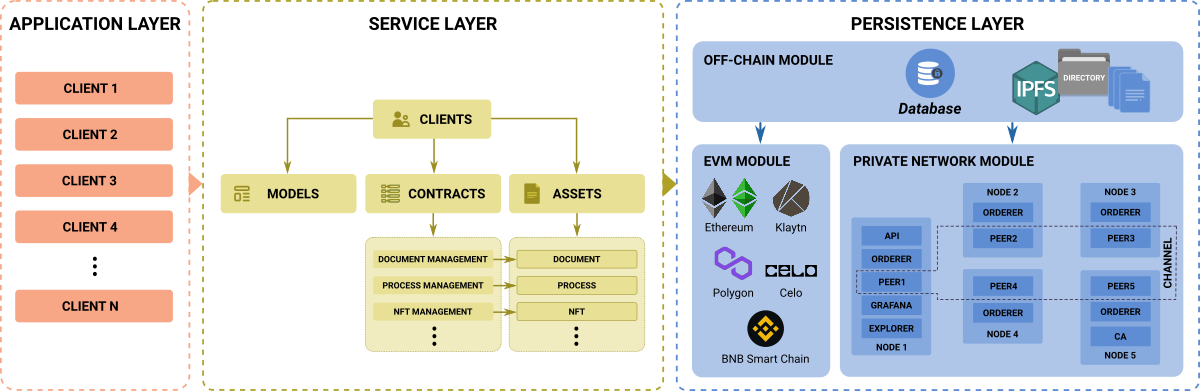 APPLICATION LAYER
CLIENT 1
CLIENT 2
CLIENT 3
CLIENT 4
CLIENT N
SERVICE LAYER
CLIENTS
MODELS
CONTRACTS
ASSETS
DOCUMENT MANAGEMENT
DOCUMENT
PROCESS MANAGEMENT
PROCESS
NFT MANAGEMENT
NFT
PERSISTENCE LAYER
OFF-CHAIN MODULE
Database
IPFS
DIRECTORY
EVM MODULE
Ethereum
Klaytn
Polygon
CELO
Celo
BNB Smart Chain
PRIVATE NETWORK MODULE
API
ORDERER
PEER1
GRAFANA
EXPLORER
NODE 1
NODE 2
ORDERER
PEER2
NODE 3
ORDERER
PEER3
PEER4
ORDERER
NODE 4
PEER5
ORDERER
CA
NODE 5
CHANNEL